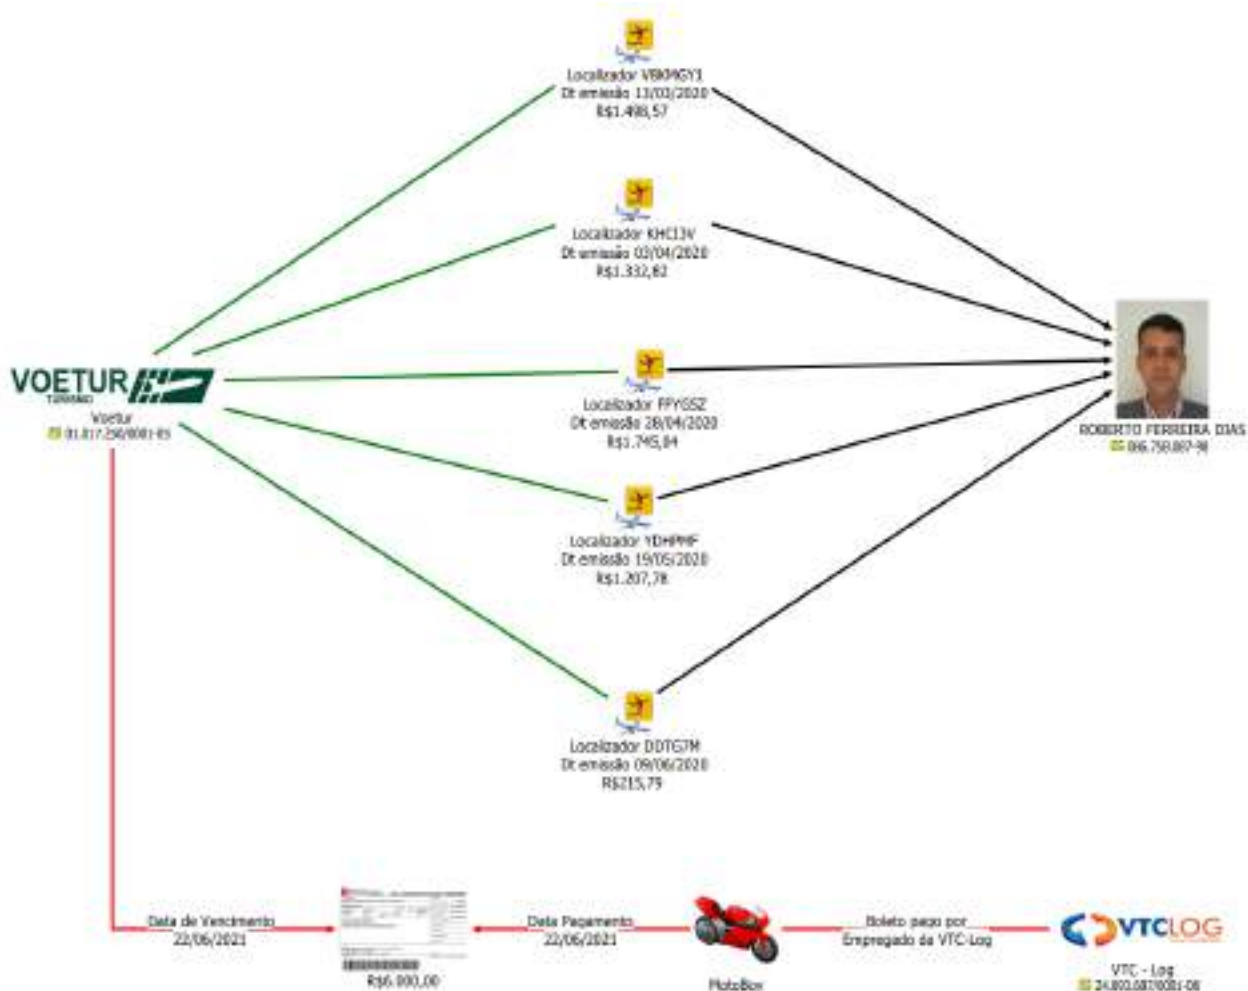 Localizador
Dt emissão 13/03/2020
R$1.498,57
Localizador KHCI3V
Dt emissão 03/04/2020
R$1.332,82
VOETUR
TURISMO
Voetur
Localizador FFYGSZ
Dt emissão 28/04/2020
R$1.745,04
ROBERTO FERREIRA DIAS
Localizador YDHPMF
Dt emissão 19/05/2020
R$1.207,78
Localizador DDTG7M
Dt emissão 09/06/2020
R$215,79
Data de Vencimento
22/06/2021
R$6.000,00
Data Pagamento
22/06/2021
MotoBoy
Boleto pago por
Empregado da VTC-Log
VTCLOG
VTC - Log